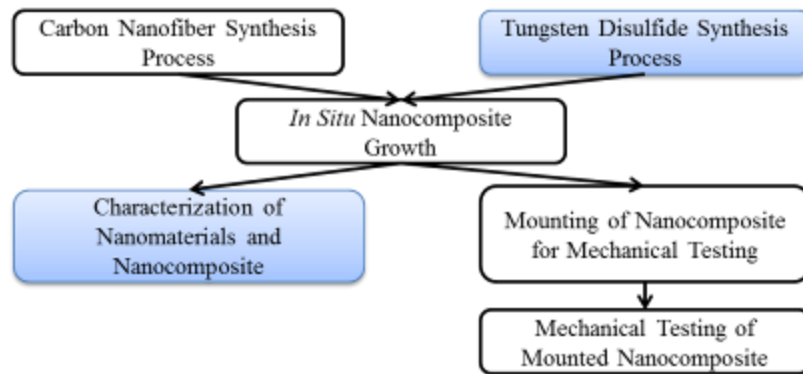 Carbon Nanofiber Synthesis
Process
Tungsten Disulfide Synthesis
Process
In Situ Nanocomposite
Growth
Characterization of
Nanomaterials and
Nanocomposite
Mounting of Nanocomposite
for Mechanical Testing
Mechanical Testing of
Mounted Nanocomposite